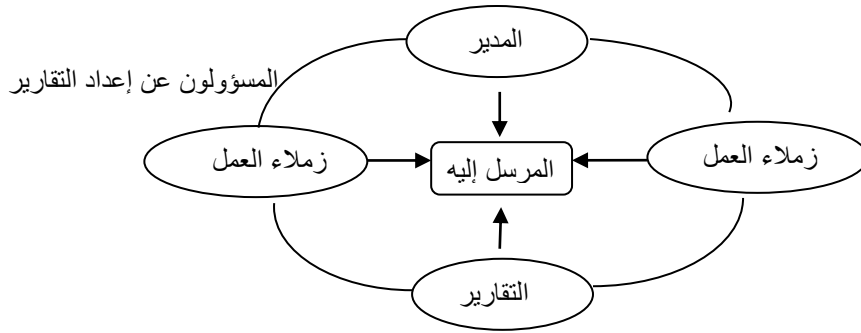 المدير
المسؤولون عن إعداد التقارير
زملاء العمل
المرسل إليه
زملاء العمل
التقارير